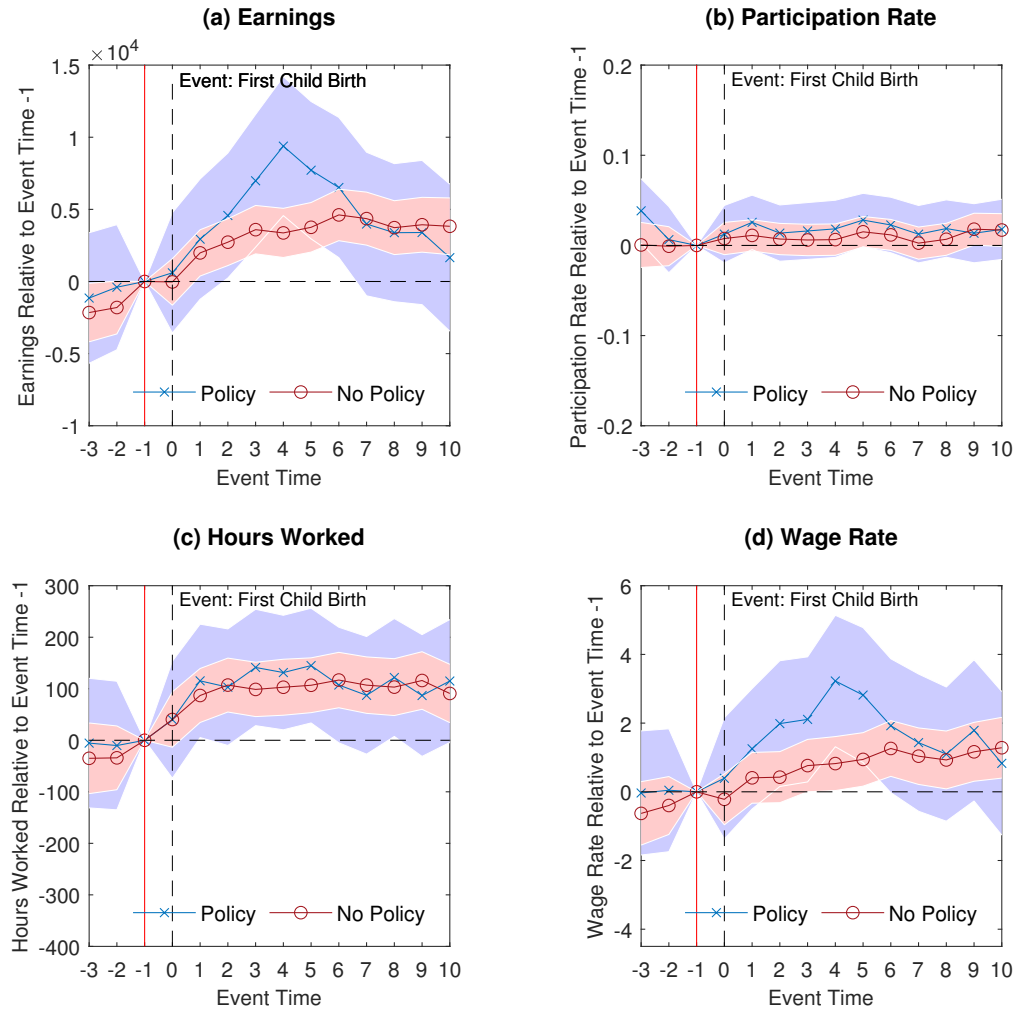 (a) Earnings
×10^4
Earnings Relative to Event Time -1
1.5
1
0.5
0
-0.5
-1
Event: First Child Birth
Policy
No Policy
-3 -2 -1 0 1 2 3 4 5 6 7 8 9 10
Event Time
(b) Participation Rate
Participation Rate Relative to Event Time -1
0.2
0.1
0
-0.1
-0.2
Event: First Child Birth
Policy
No Policy
-3 -2 -1 0 1 2 3 4 5 6 7 8 9 10
Event Time
(c) Hours Worked
Hours Worked Relative to Event Time -1
300
200
100
0
-100
-200
-300
-400
Event: First Child Birth
Policy
No Policy
-3 -2 -1 0 1 2 3 4 5 6 7 8 9 10
Event Time
(d) Wage Rate
Wage Rate Relative to Event Time -1
6
4
2
0
-2
-4
Event: First Child Birth
Policy
No Policy
-3 -2 -1 0 1 2 3 4 5 6 7 8 9 10
Event Time